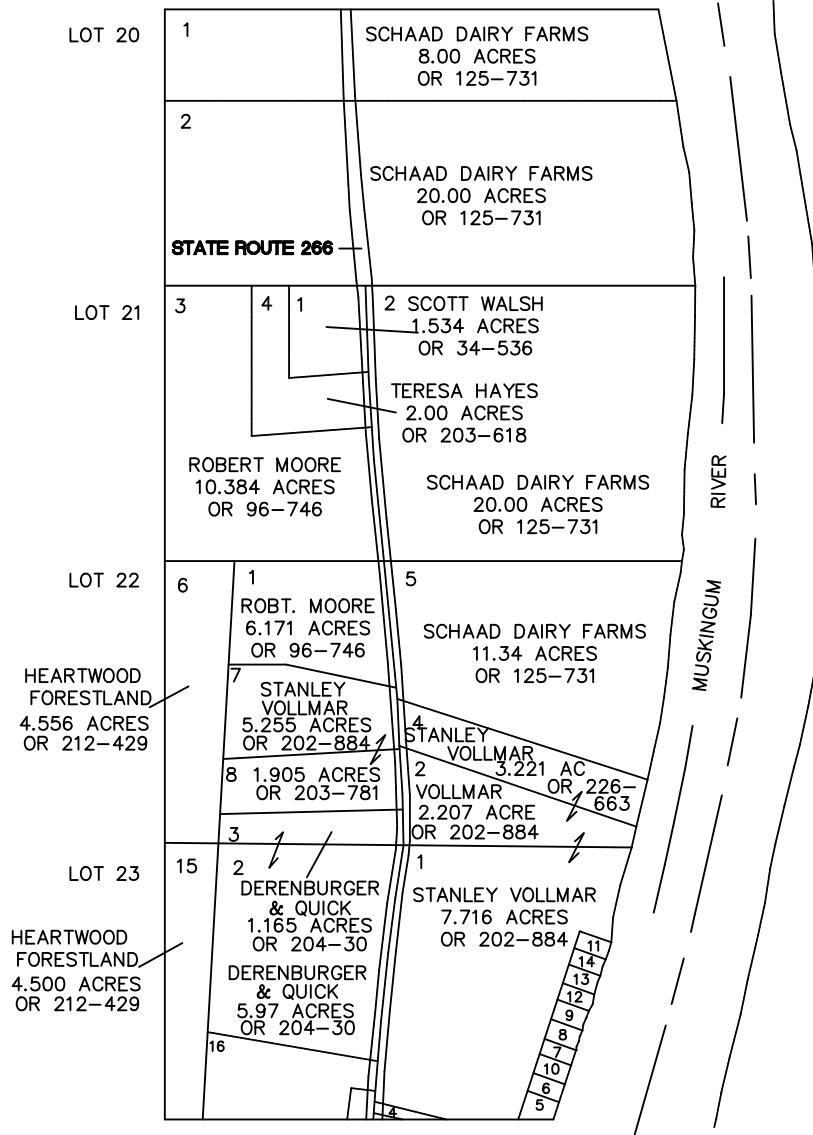 LOT 20
1
SCHAAD DAIRY FARMS
8.00 ACRES
OR 125-731
2
SCHAAD DAIRY FARMS
20.00 ACRES
OR 125-731
STATE ROUTE 266
LOT 21
3
4
1
2 SCOTT WALSH
1.534 ACRES
OR 34-536
TERESA HAYES
2.00 ACRES
OR 203-618
ROBERT MOORE
10.384 ACRES
OR 96-746
SCHAAD DAIRY FARMS
20.00 ACRES
OR 125-731
MUSKINGUM RIVER
LOT 22
6
1
ROBT. MOORE
6.171 ACRES
OR 96-746
5
SCHAAD DAIRY FARMS
11.34 ACRES
OR 125-731
HEARTWOOD
FORESTLAND
4.556 ACRES
OR 212-429
7
STANLEY
VOLLMAR
5.255 ACRES
OR 202-884
4
STANLEY
VOLLMAR
3.221 AC
OR 226-
663
8 1.905 ACRES
OR 203-781
2
VOLLMAR
2.207 ACRE
OR 202-884
3
LOT 23
15
2
DERENBURGER
& QUICK
1.165 ACRES
OR 204-30
1
STANLEY VOLLMAR
7.716 ACRES
OR 202-884
HEARTWOOD
FORESTLAND
4.500 ACRES
OR 212-429
DERENBURGER
& QUICK
5.97 ACRES
OR 204-30
16
4
11
14
13
12
9
8
7
10
6
5